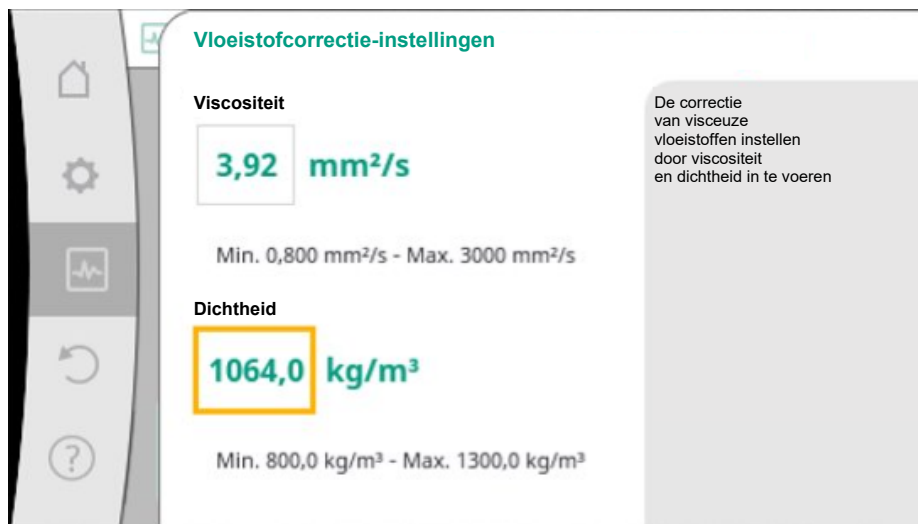 Vloeistofcorrectie-instellingen
Viscositeit
3,92 mm²/s
Min. 0,800 mm²/s - Max. 3000 mm²/s
Dichtheid
1064,0 kg/m³
Min. 800,0 kg/m³ - Max. 1300,0 kg/m³
De correctie
van visceuze
vloeistoffen instellen
door viscositeit
en dichtheid in te voeren
?